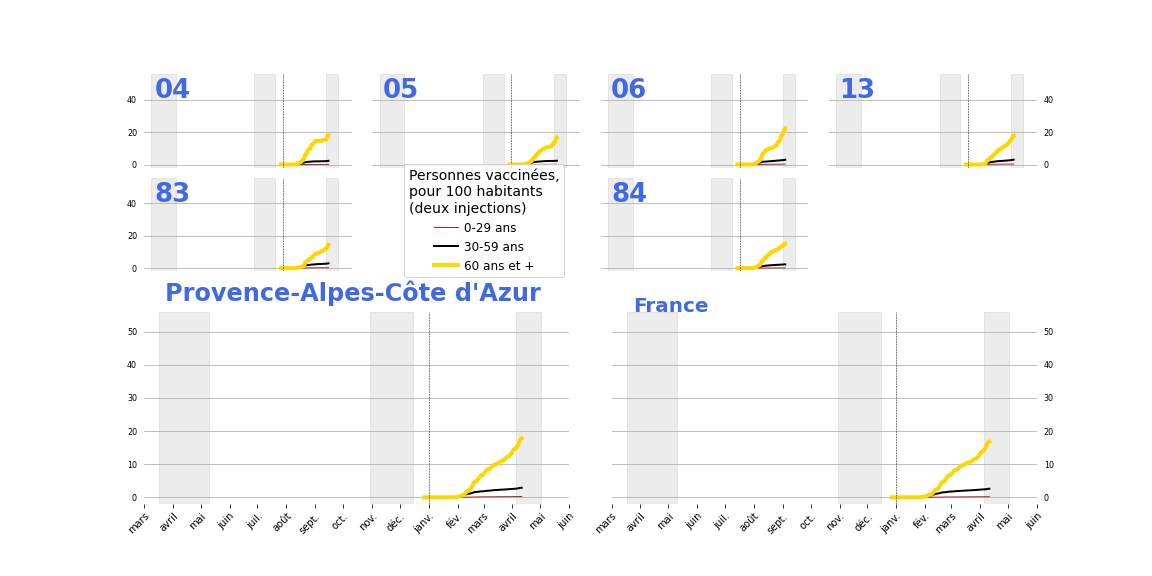 04
05
06
13
40
20
0
40
20
0
83
84
40
20
0
Personnes vaccinées,
pour 100 habitants
(deux injections)
0-29 ans
30-59 ans
60 ans et +
Provence-Alpes-Côte d'Azur
France
50
40
30
20
10
0
50
40
30
20
10
0
mars
avril
mai
juin
juil.
août
sept.
oct.
nov.
déc.
janv.
fév.
mars
avril
mai
juin
mars
avril
mai
juin
juil.
août
sept.
oct.
nov.
déc.
janv.
fév.
mars
avril
mai
juin